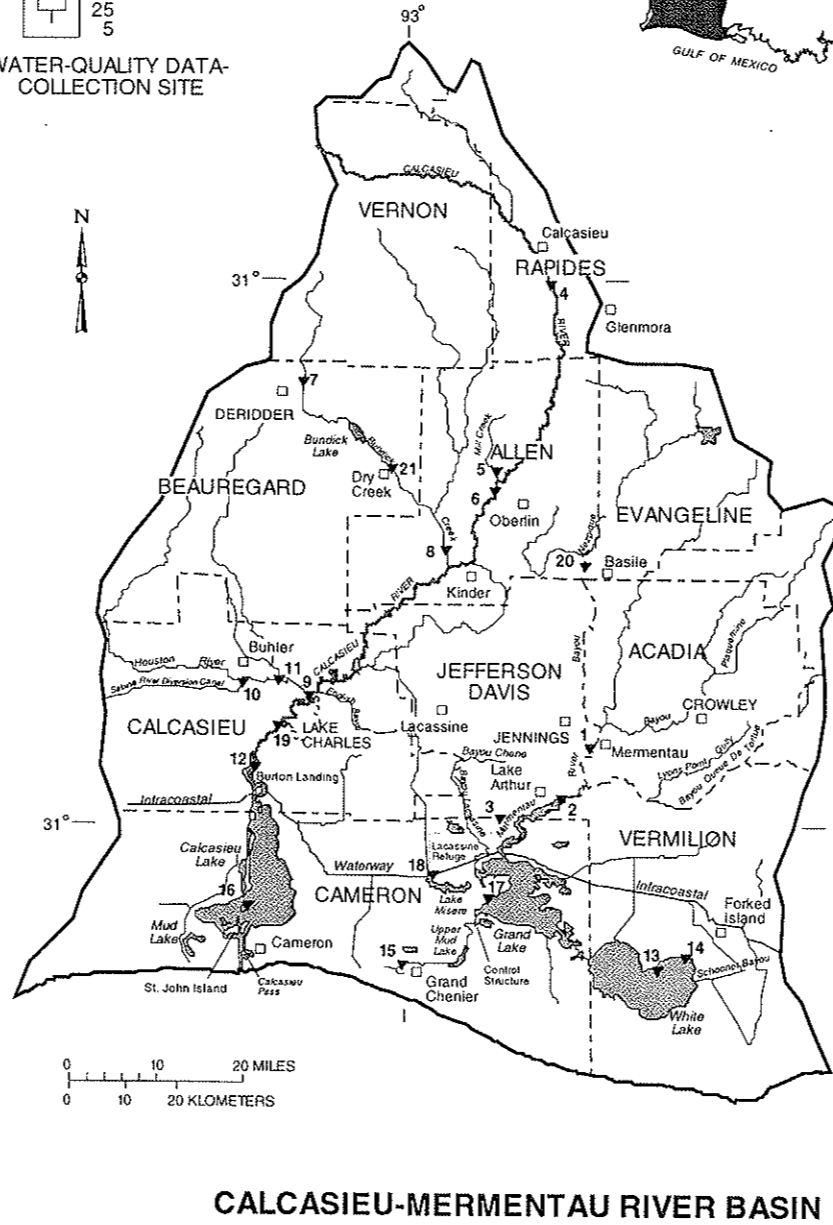 25
5
WATER-QUALITY DATA-
COLLECTION SITE
93°
GULF OF MEXICO
N
CALCASIEU
VERNON
Calcasieu
RAPIDES
31°
4
Glenmora
RIVER
7
DERIDDER
Bundick
Lake
Bundick
21
Dry
Creek
Mill Creek
ALLEN
5
6
Oberlin
BEAUREGARD
EVANGELINE
Nezpique
Creek
8
20
Basile
Kinder
RIVER
Buhler
Houston River
11
CALCASIEU
9
Sabine River Diversion Canal
10
English Bayou
JEFFERSON
DAVIS
Bayou
ACADIA
Plaquemine
CROWLEY
Bayou
CALCASIEU
19
LAKE
CHARLES
Lacassine
JENNINGS
1
Mermentau
12
Burton Landing
Bayou Chene
Lake
Arthur
River
Lyons Point Gully
Bayou Queue De Tortue
Intracoastal
Bayou Lacassine
3
Mermentau
2
31°
VERMILION
Calcasieu
Lake
Lacassine
Refuge
Waterway
18
CAMERON
Lake
Misere
17
Intracoastal
Forked
Island
16
Mud
Lake
Grand
Lake
Upper
Mud
Lake
Cameron
15
Control
Structure
13
14
Schooner Bayou
St. John Island
Calcasieu
Pass
Grand
Chenier
White
Lake
0 10 20 MILES
0 10 20 KLOMETERS
CALCASIEU-MERMENTAU RIVER BASIN